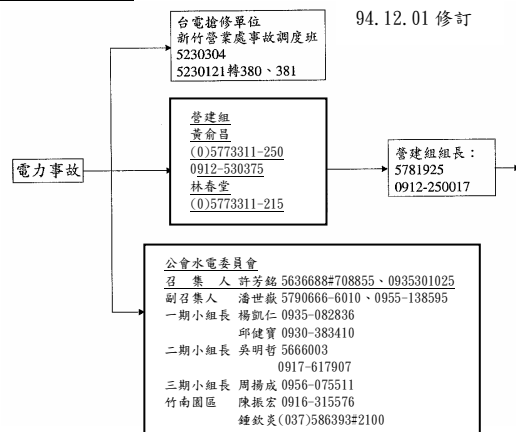 94.12.01 修訂
台電搶修單位
新竹營業處事故調度班
5230304
5230121轉380、381
電力事故
營建組
黃俞昌
(0)5773311-250
0912-530375
林春堂
(0)5773311-215
營建組組長：
5781925
0912-250017
公會水電委員會
召 集 人 許芳銘 5636688#708855、0935301025
副召集人 潘世嶽 5790666-6010、0955-138595
一期小組長 楊凱仁 0935-082836
邱健寶 0930-383410
二期小組長 吳明哲 5666003
0917-617907
三期小組長 周揚成 0956-075511
竹南園區 陳振宏 0916-315576
鍾欽炎(037)586393#2100